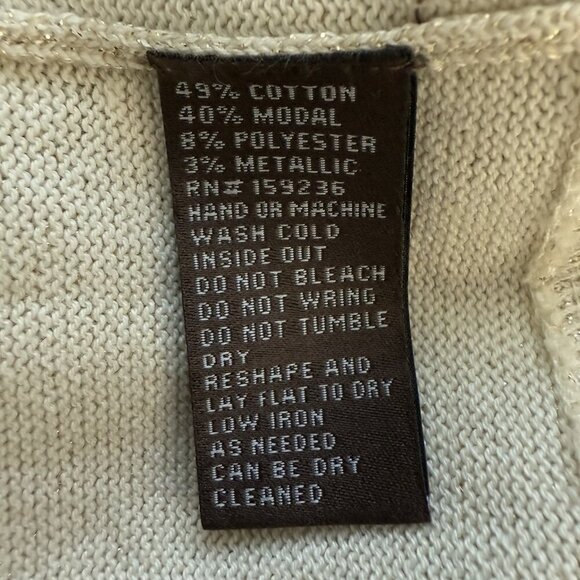 49% COTTON
40% MODAL
8% POLYESTER
3% METALLIC
RN# 159236
HAND OR MACHINE
WASH COLD
INSIDE OUT
DO NOT BLEACH
DO NOT WRING
DO NOT TUMBLE
DRY
RESHAPE AND
LAY FLAT TO DRY
LOW IRON
AS NEEDED
CAN BE DRY
CLEANED